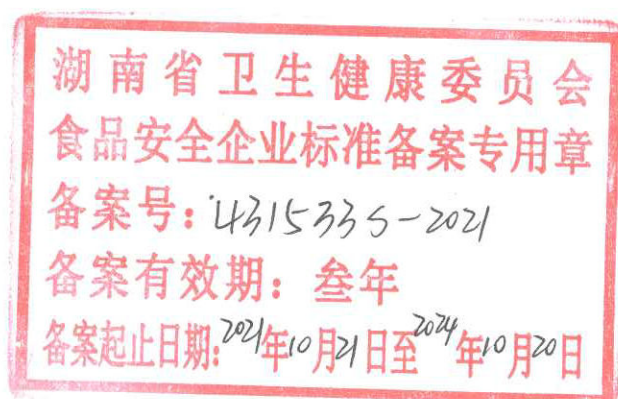 湖南省卫生健康委员会
食品安全企业标准备案专用章
备案号：431533S-2021
备案有效期：叁年
备案起止日期：2021年10月21日至2024年10月20日